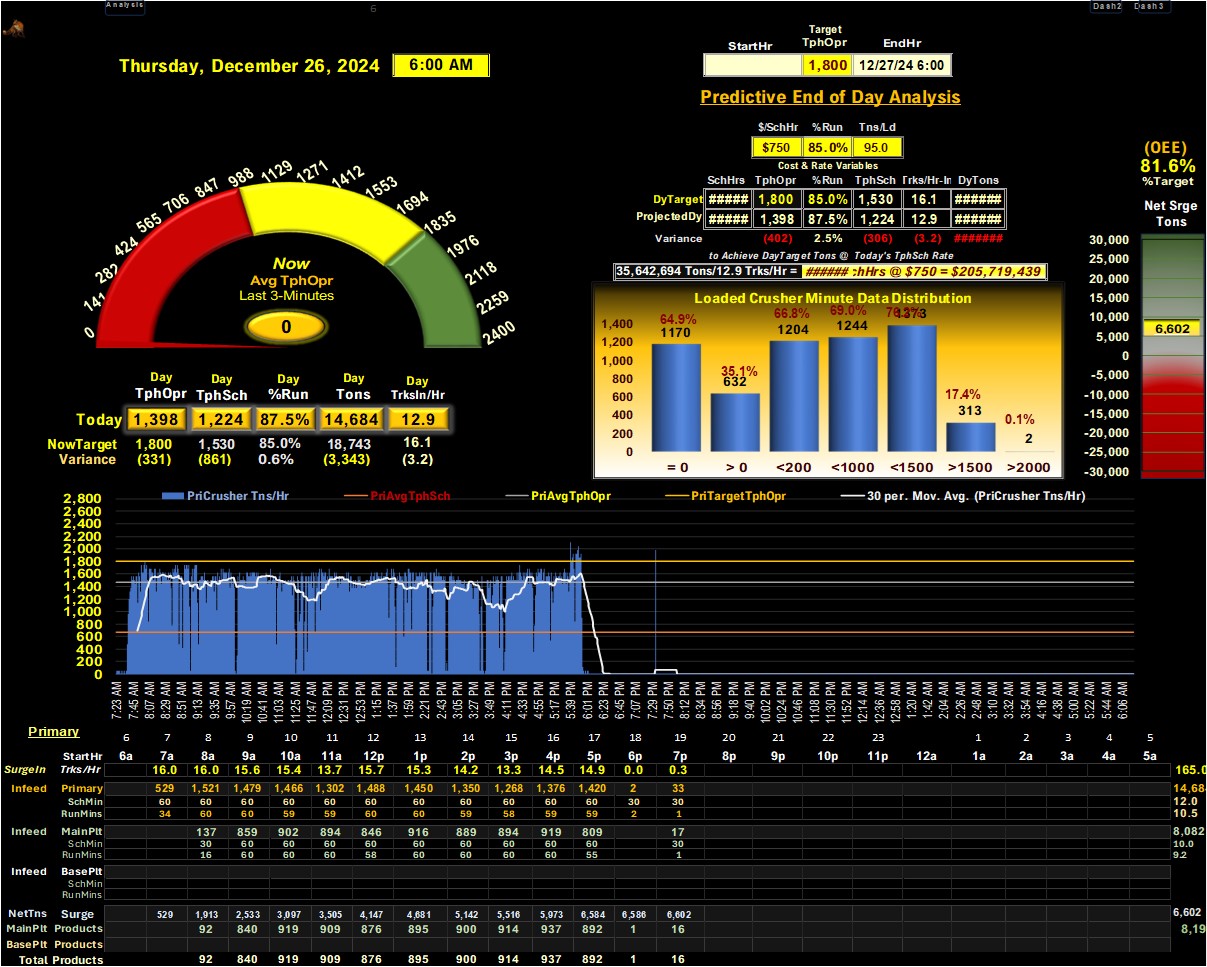 Analysis 6 Dash2 Dash3
Thursday, December 26, 2024 6:00 AM
StartHr Target TphOpr EndHr
1,800 12/27/24 6:00
Predictive End of Day Analysis
$/SchHr %Run Tns/Ld
$750 85.0% 95.0
Cost & Rate Variables
SchHrs TphOpr %Run TphSch Trks/Hr-In DyTons
DyTarget ##### 1,800 85.0% 1,530 16.1 ######
ProjectedDy ##### 1,398 87.5% 1,224 12.9 ######
Variance (402) 2.5% (306) (3.2) #######
to Achieve DayTarget Tons @ Today's TphSch Rate
35,642,694 Tons/12.9 Trks/Hr = ###### :hHrs @ $750 = $205,719,439
(OEE)
81.6%
%Target
Net Srge
Tons
30,000
25,000
20,000
15,000
10,000
6,602
5,000
0
-5,000
-10,000
-15,000
-20,000
-25,000
-30,000
0 141 282 424 565 706 847 988 1129 1271 1412 1553 1694 1835 1976 2118 2259 2400
Now
Avg TphOpr
Last 3-Minutes
0
Loaded Crusher Minute Data Distribution
1,400
1,200
1,000
800
600
400
200
0
64.9% 35.1% 66.8% 69.0% 17.4% 0.1%
1170 632 1204 1244 1373 313 2
= 0 > 0 <200 <1000 <1500 >1500 >2000
Day Day Day Day Day
TphOpr TphSch %Run Tons TrksIn/Hr
Today 1,398 1,224 87.5% 14,684 12.9
NowTarget 1,800 1,530 85.0% 18,743 16.1
Variance (331) (861) 0.6% (3,343) (3.2)
PriCrusher Tns/Hr PriAvgTphSch PriAvgTphOpr PriTargetTphOpr 30 per. Mov. Avg. (PriCrusher Tns/Hr)
2,800
2,600
2,400
2,200
2,000
1,800
1,600
1,400
1,200
1,000
800
600
400
200
0
7:23 AM 7:45 AM 8:07 AM 8:29 AM 8:51 AM 9:13 AM 9:35 AM 9:57 AM 10:19 AM 10:41 AM 11:03 AM 11:25 AM 11:47 AM 12:09 PM 12:31 PM 12:53 PM 1:15 PM 1:37 PM 1:59 PM 2:21 PM 2:43 PM 3:05 PM 3:27 PM 3:49 PM 4:11 PM 4:33 PM 4:55 PM 5:17 PM 5:39 PM 6:01 PM 6:23 PM 6:45 PM 7:07 PM 7:29 PM 7:50 PM 8:12 PM 8:34 PM 8:56 PM 9:18 PM 9:40 PM 10:02 PM 10:24 PM 10:46 PM 11:08 PM 11:30 PM 11:52 PM 12:14 AM 12:36 AM 12:58 AM 1:20 AM 1:42 AM 2:04 AM 2:26 AM 2:48 AM 3:10 AM 3:32 AM 3:54 AM 4:16 AM 4:38 AM 5:00 AM 5:22 AM 5:44 AM 6:06 AM
Primary
6 7 8 9 10 11 12 13 14 15 16 17 18 19 20 21 22 23 1 2 3 4 5
StartHr 6a 7a 8a 9a 10a 11a 12p 1p 2p 3p 4p 5p 6p 7p 8p 9p 10p 11p 12a 1a 2a 3a 4a 5a
SurgeIn Trks/Hr 16.0 16.0 15.6 15.4 13.7 15.7 15.3 14.2 13.3 14.5 14.9 0.0 0.3 165.0
Infeed Primary 529 1,521 1,479 1,466 1,302 1,488 1,450 1,350 1,268 1,376 1,420 2 33 14,68
SchMin 60 60 60 60 60 60 60 60 60 60 60 30 30 12.0
RunMins 34 60 60 59 59 60 60 59 58 59 59 2 1 10.5
Infeed MainPlt 137 859 902 894 846 916 889 894 919 809 17 8,082
SchMin 30 60 60 60 60 60 60 60 60 60 30 10.0
RunMins 16 60 60 60 58 60 60 60 60 55 1 9.2
Infeed BasePlt
SchMin
RunMins
NetTns Surge 529 1,913 2,533 3,097 3,505 4,147 4,681 5,142 5,516 5,973 6,584 6,586 6,602 6,602
MainPlt Products 92 840 919 909 876 895 900 914 937 892 1 16 8,19
BasePlt Products
Total Products 92 840 919 909 876 895 900 914 937 892 1 16